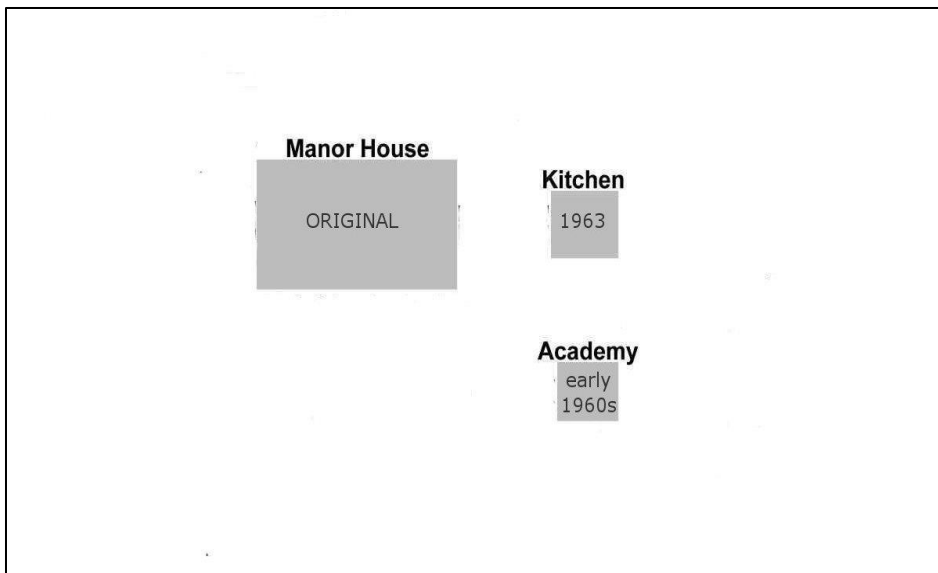 Manor House
ORIGINAL
Kitchen
1963
Academy
early
1960s